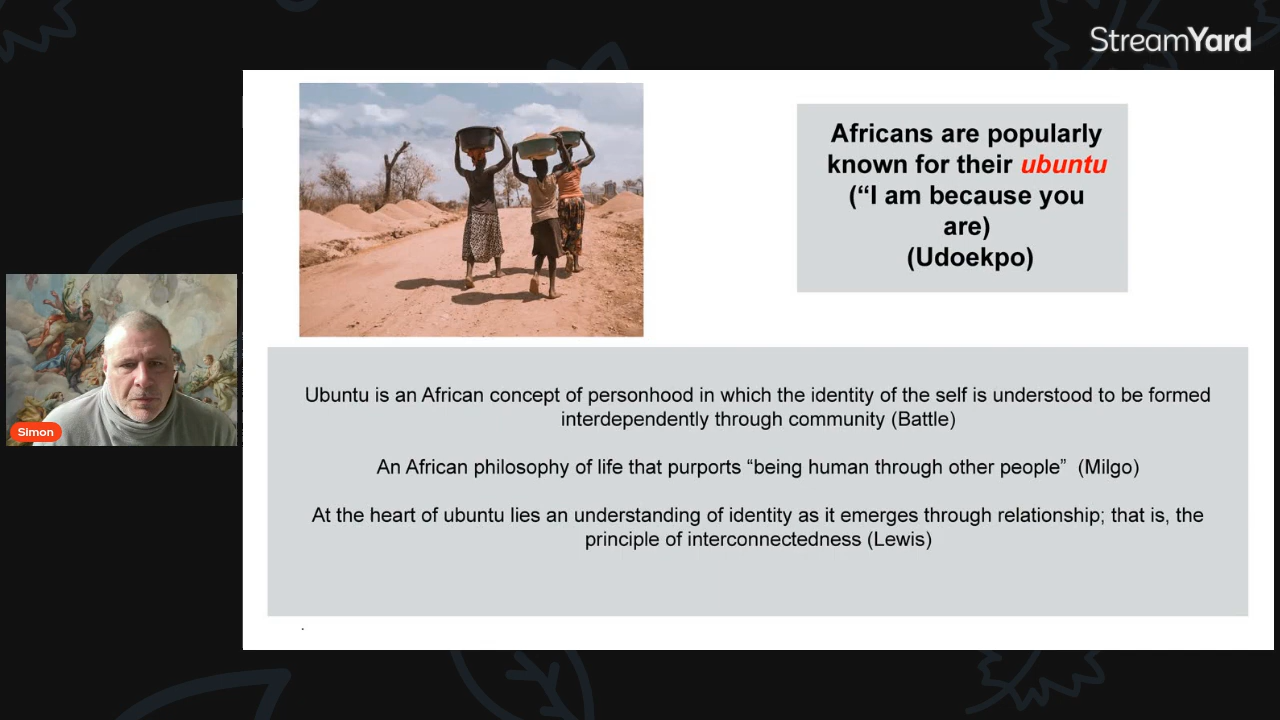 StreamYard
Africans are popularly
known for their ubuntu
(“I am because you
are)
(Udoekpo)
Simon
Ubuntu is an African concept of personhood in which the identity of the self is understood to be formed
interdependently through community (Battle)
An African philosophy of life that purports “being human through other people”  (Milgo)
At the heart of ubuntu lies an understanding of identity as it emerges through relationship; that is, the
principle of interconnectedness (Lewis)
.